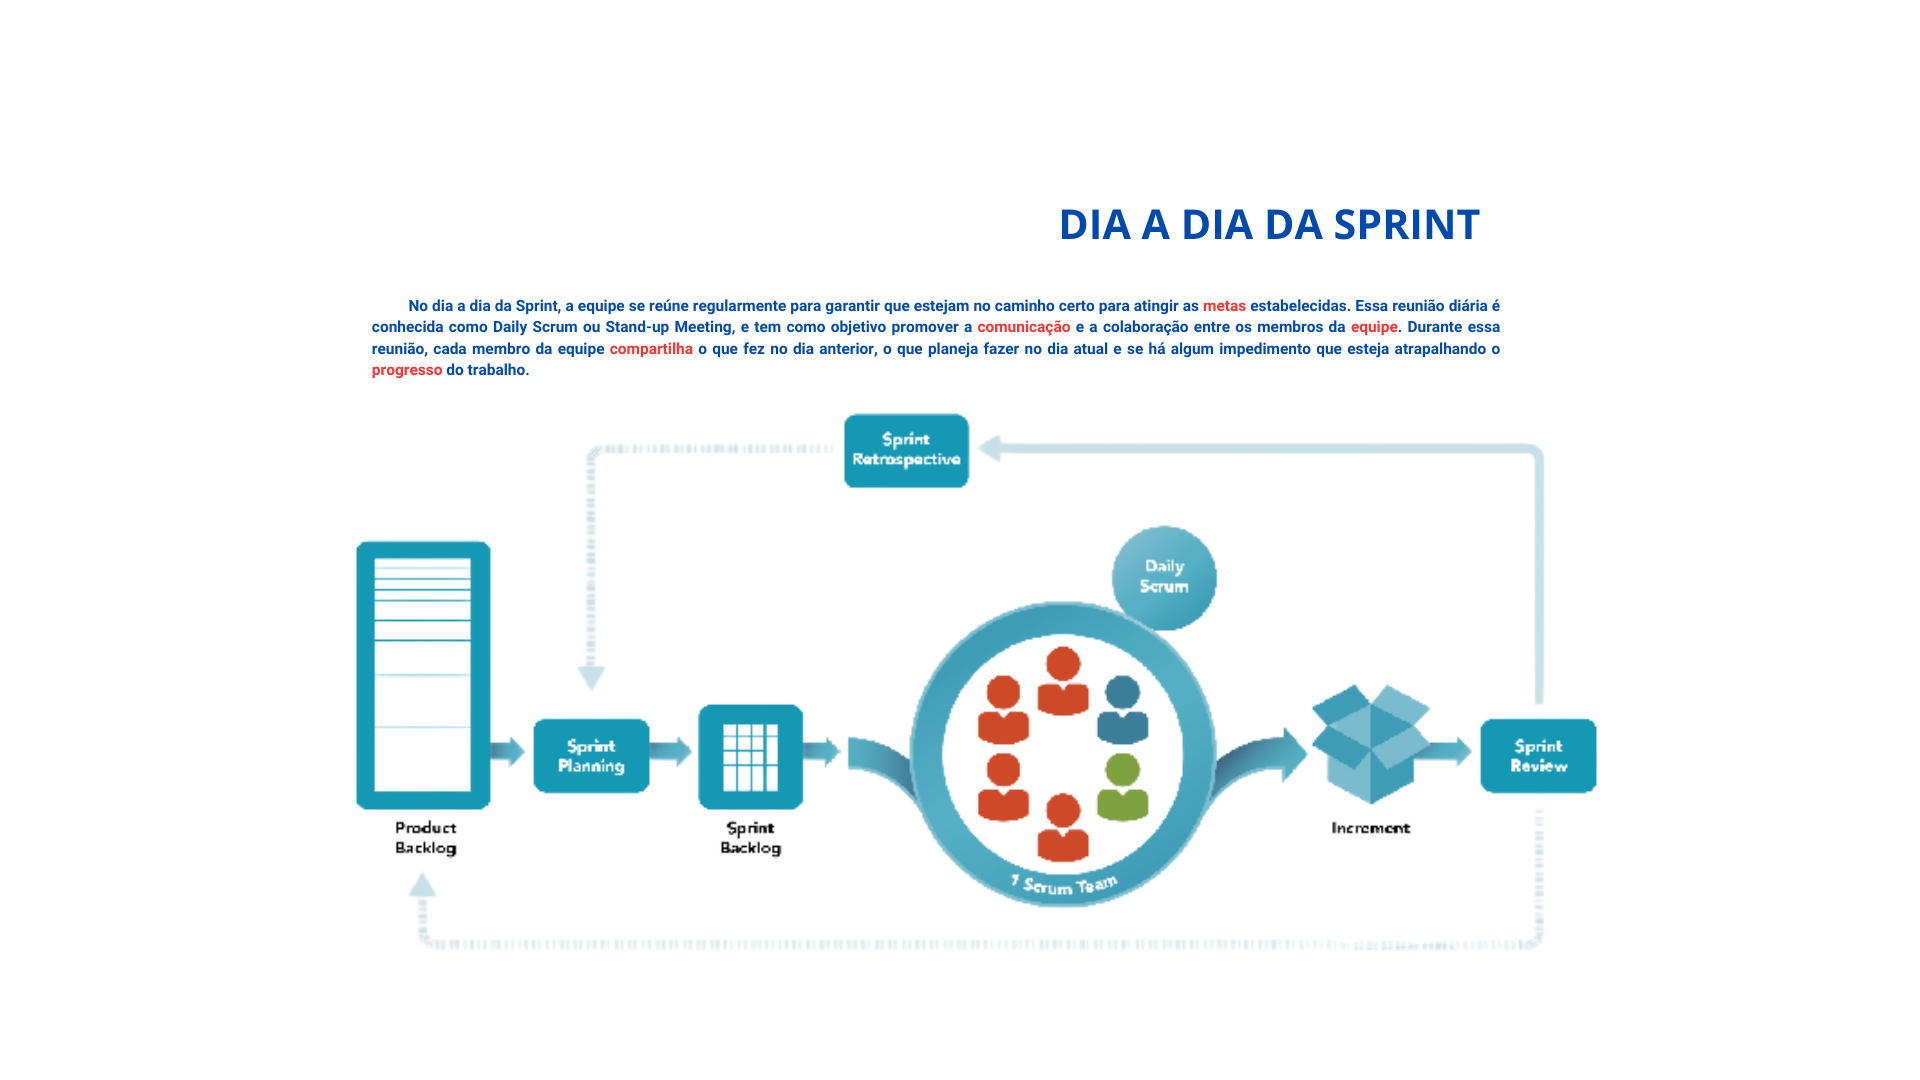 DIA A DIA DA SPRINT
No dia a dia da Sprint, a equipe se reúne regularmente para garantir que estejam no caminho certo para atingir as metas estabelecidas. Essa reunião diária é
conhecida como Daily Scrum ou Stand-up Meeting, e tem como objetivo promover a comunicação e a colaboração entre os membros da equipe. Durante essa
reunião, cada membro da equipe compartilha o que fez no dia anterior, o que planeja fazer no dia atual e se há algum impedimento que esteja atrapalhando o
progresso do trabalho.
Sprint
Retrospective
Daily
Scrum
Sprint
Planning
Sprint
Review
Product
Backlog
Sprint
Backlog
Increment
1 Scrum Team